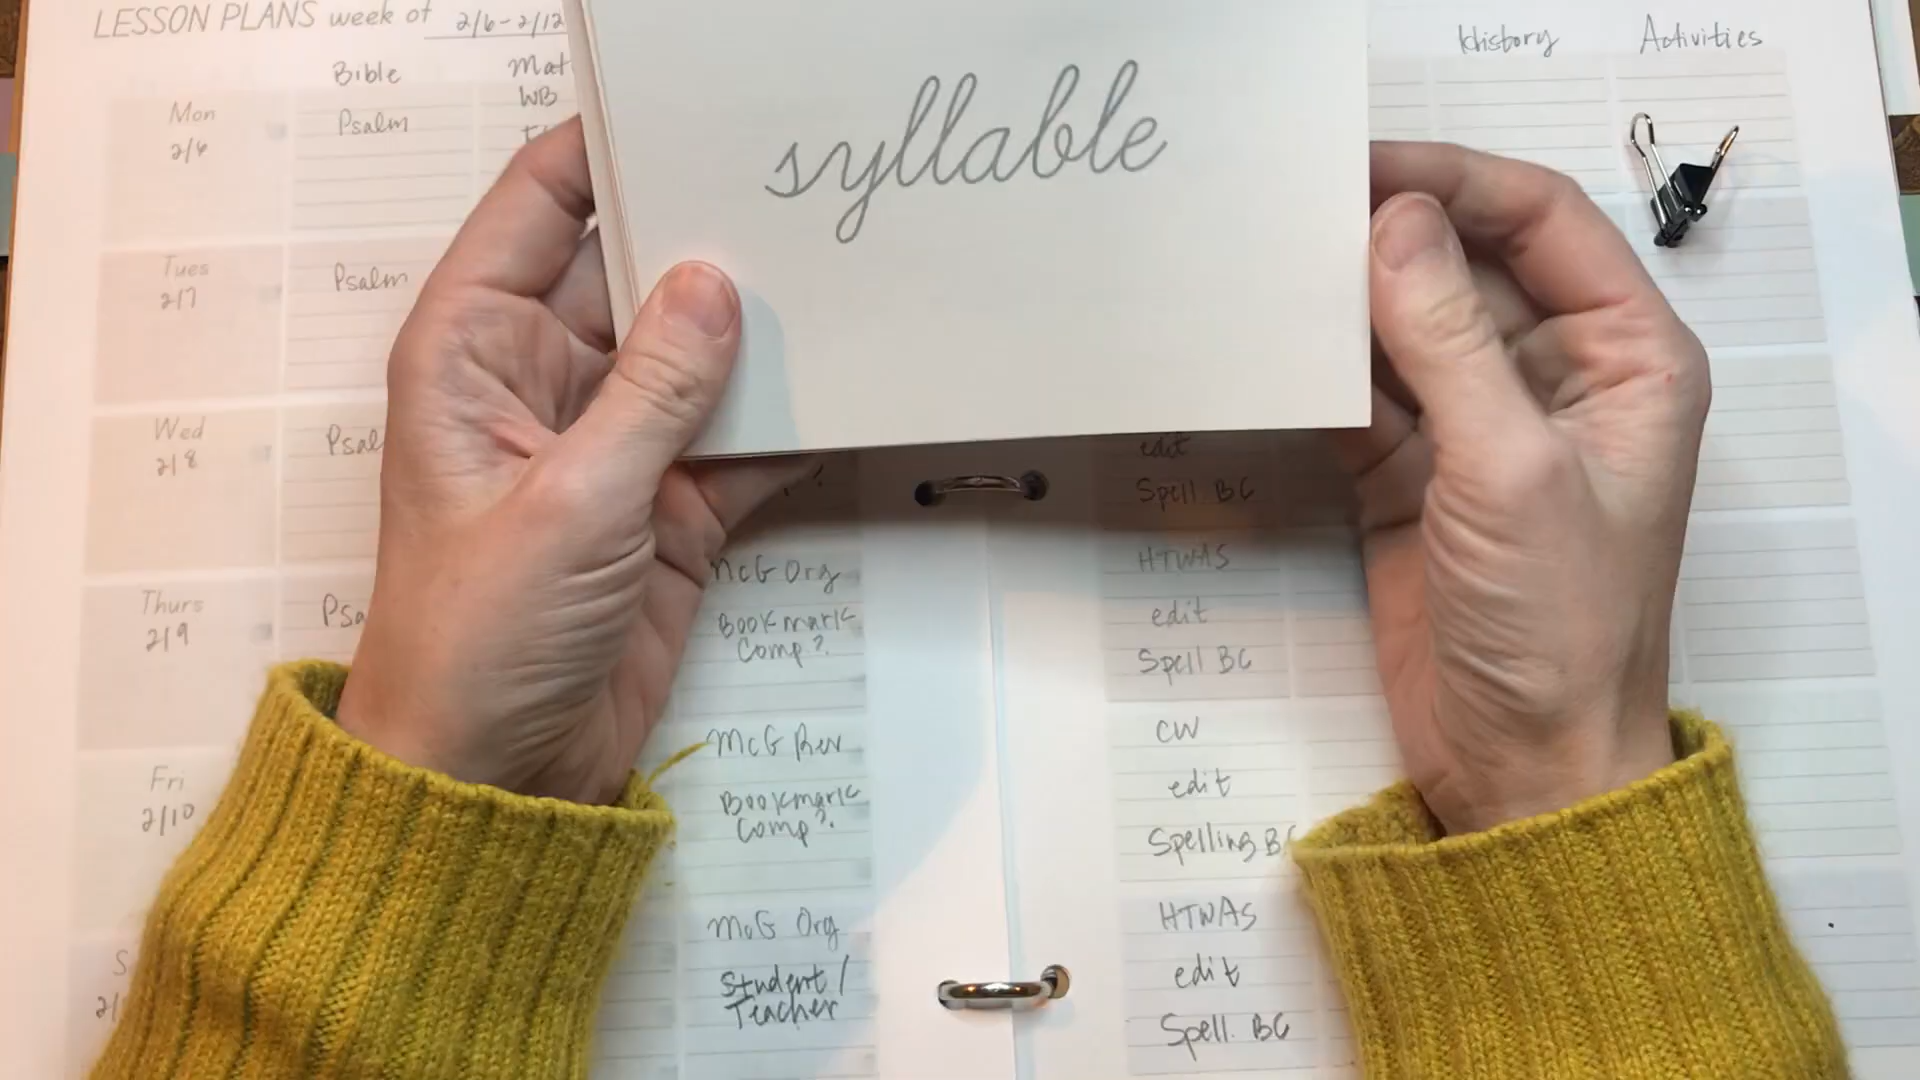 LESSON PLANS week of 2/6-2/12
syllable
Bible
Mat
WB
History
Activities
Mon
2/6
Psalm
Tues
2/7
Psalm
Wed
2/8
Psal
edit
Spell BC
Thurs
2/9
Psa
McG Org
Bookmark
Comp?
HTWAS
edit
Spell BC
Fri
2/10
McG Rev
Bookmark
Comp?
CW
edit
Spelling BC
S
2/1
McG Org
Student /
Teacher
HTWAS
edit
Spell. BC